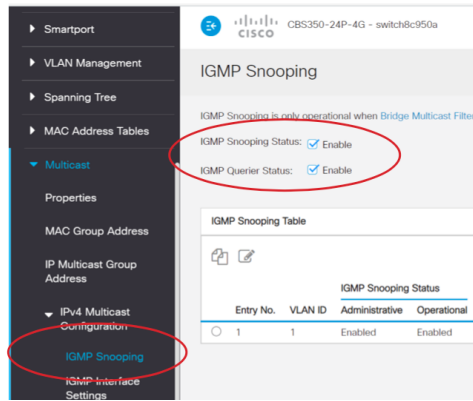 Smartport
VLAN Management
Spanning Tree
MAC Address Tables
Multicast
Properties
MAC Group Address
IP Multicast Group
Address
IPv4 Multicast
Configuration
IGMP Snooping
IGMP Interface
Settings
CISCO
CBS350-24P-4G - switch8c950a
IGMP Snooping
IGMP Snooping is only operational when Bridge Multicast Filte
IGMP Snooping Status: Enable
IGMP Querier Status: Enable
IGMP Snooping Table
IGMP Snooping Status
Entry No. VLAN ID Administrative Operational
1 1 Enabled Enabled